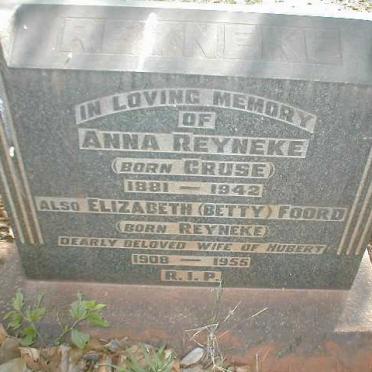 REYNEKE
IN LOVING MEMORY
OF
ANNA REYNEKE
(BORN CRUSE)
1881 — 1942
ALSO ELIZABETH (BETTY) FOORD
(BORN REYNEKE)
DEARLY BELOVED WIFE OF HUBERT
1908 — 1955
R.I.P.